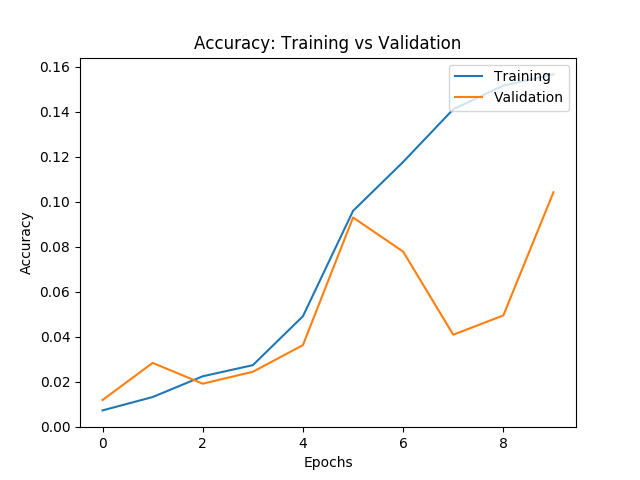 Accuracy: Training vs Validation
Training
Validation
Accuracy
0.16
0.14
0.12
0.10
0.08
0.06
0.04
0.02
0.00
0 2 4 6 8
Epochs